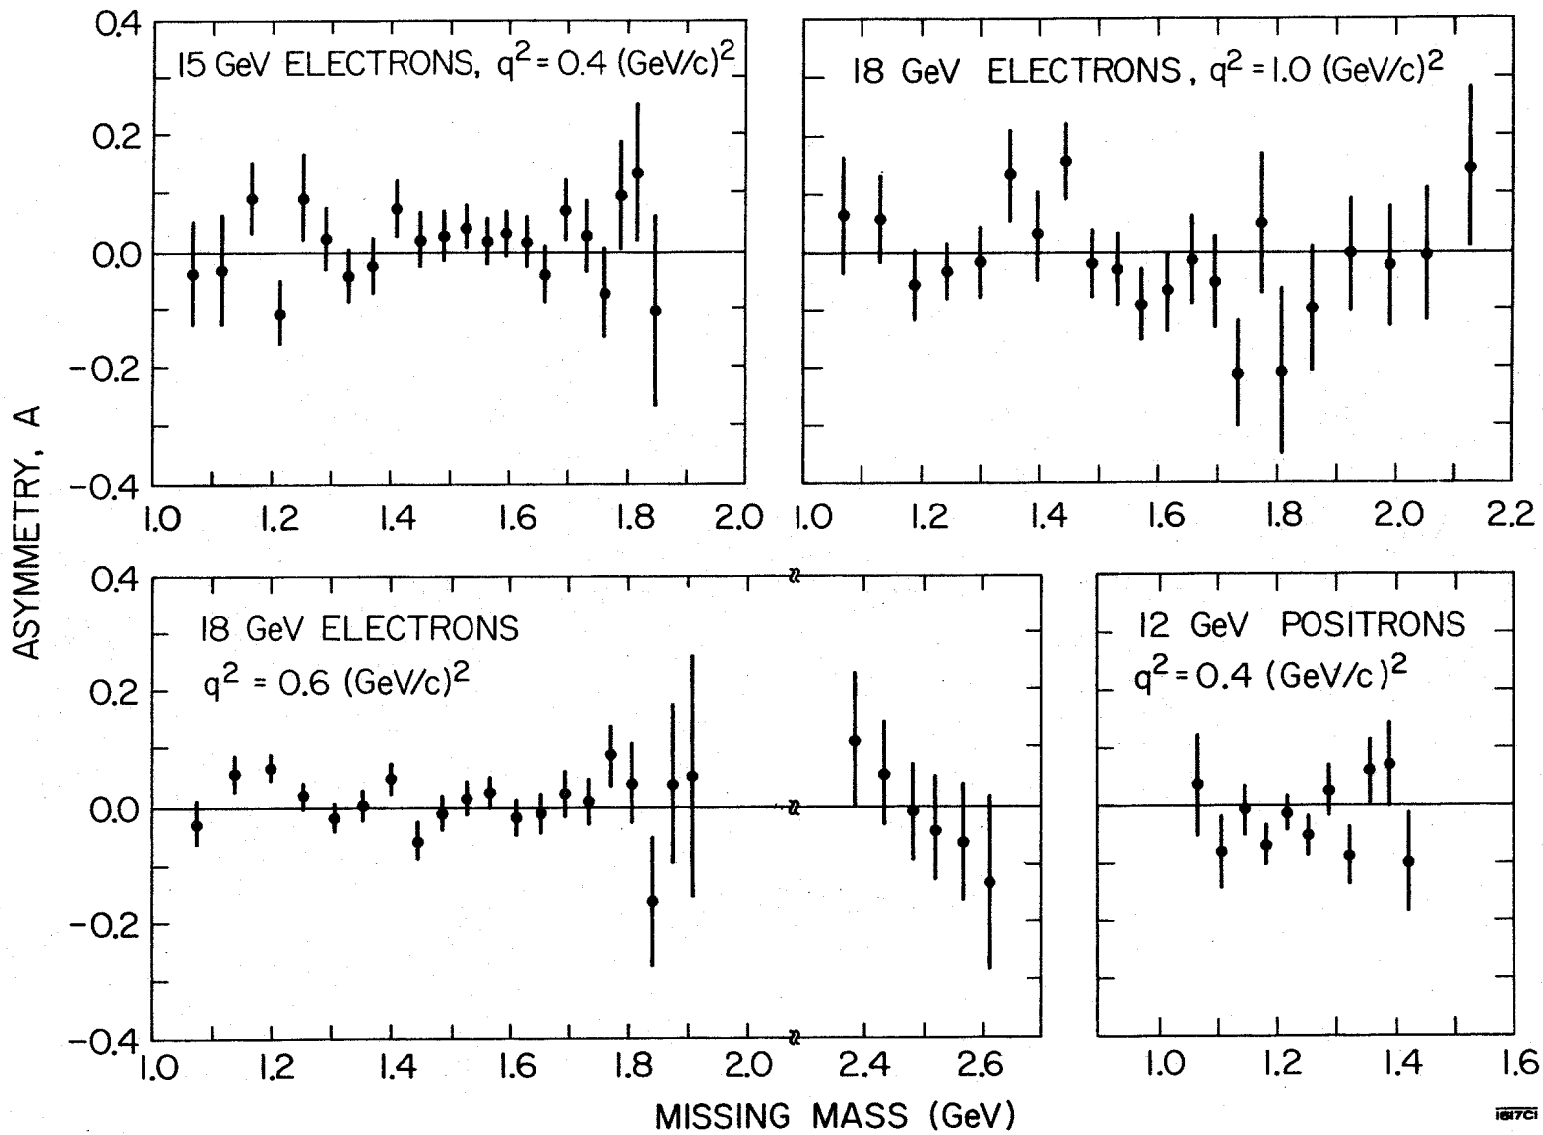 ASYMMETRY, A
15 GeV ELECTRONS, q² = 0.4 (GeV/c)²
0.4
0.2
0.0
−0.2
−0.4
1.0 1.2 1.4 1.6 1.8 2.0
18 GeV ELECTRONS, q² = 1.0 (GeV/c)²
1.0 1.2 1.4 1.6 1.8 2.0 2.2
18 GeV ELECTRONS
q² = 0.6 (GeV/c)²
0.4
0.2
0.0
−0.2
−0.4
1.0 1.2 1.4 1.6 1.8 2.0 2.4 2.6
12 GeV POSITRONS
q² = 0.4 (GeV/c)²
1.0 1.2 1.4 1.6
MISSING MASS (GeV)
1617C1